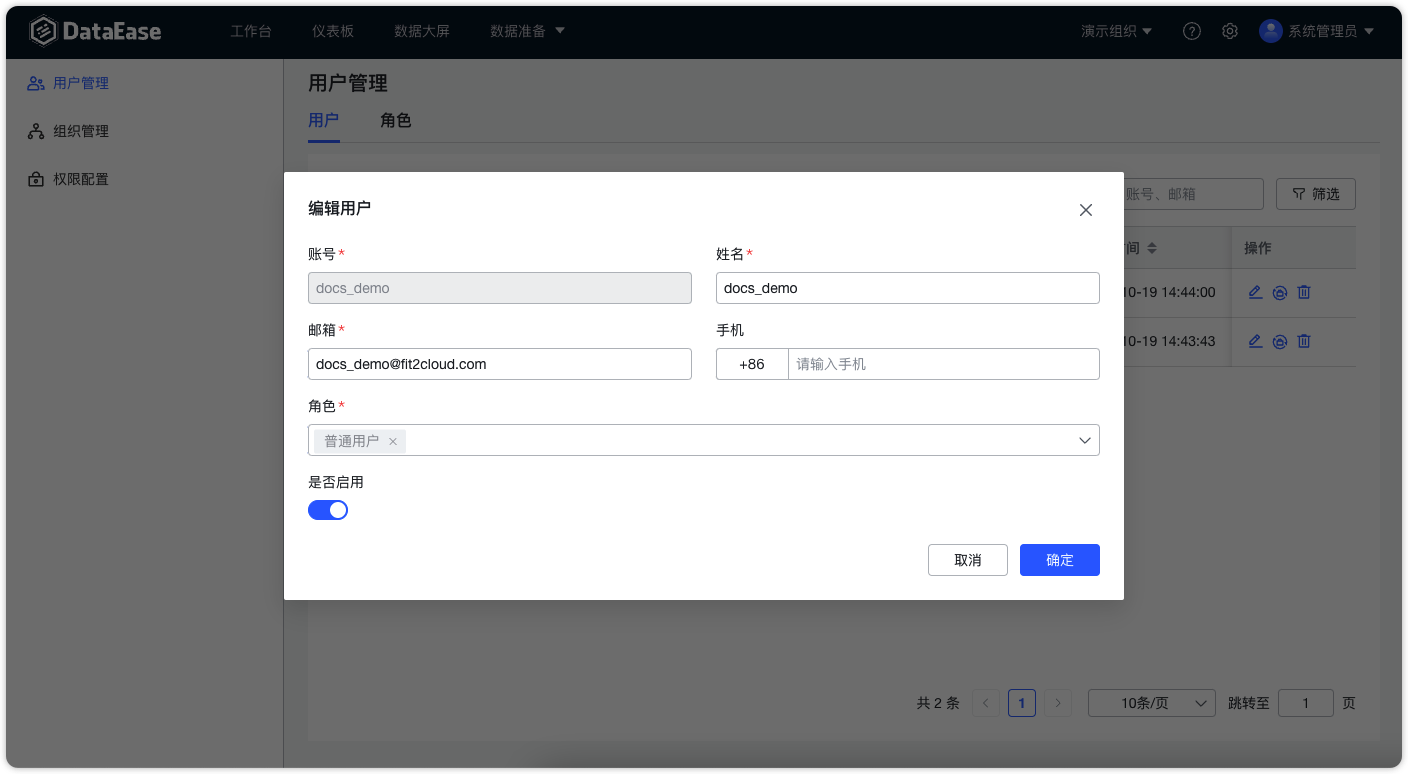 DataEase 工作台 仪表板 数据大屏 数据准备 演示组织 系统管理员
用户管理
组织管理
权限配置
用户管理
用户 角色
账号、邮箱 筛选
间 操作
10-19 14:44:00
10-19 14:43:43
编辑用户
账号* 姓名*
docs_demo docs_demo
邮箱* 手机
docs_demo@fit2cloud.com +86 请输入手机
角色*
普通用户 ×
是否启用
取消 确定
共 2 条 < 1 > 10条/页 跳转至 1 页